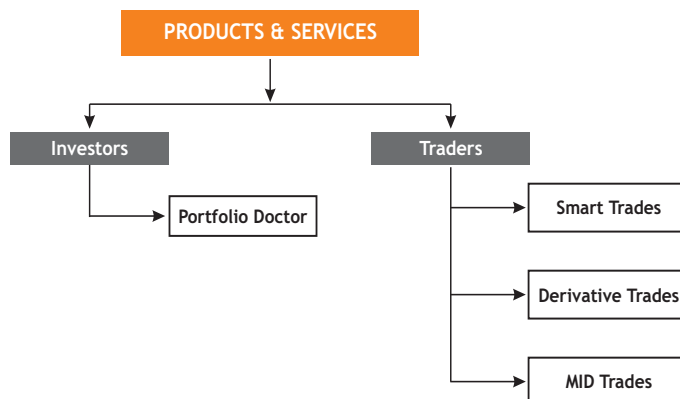 PRODUCTS & SERVICES
Investors
Traders
Portfolio Doctor
Smart Trades
Derivative Trades
MID Trades